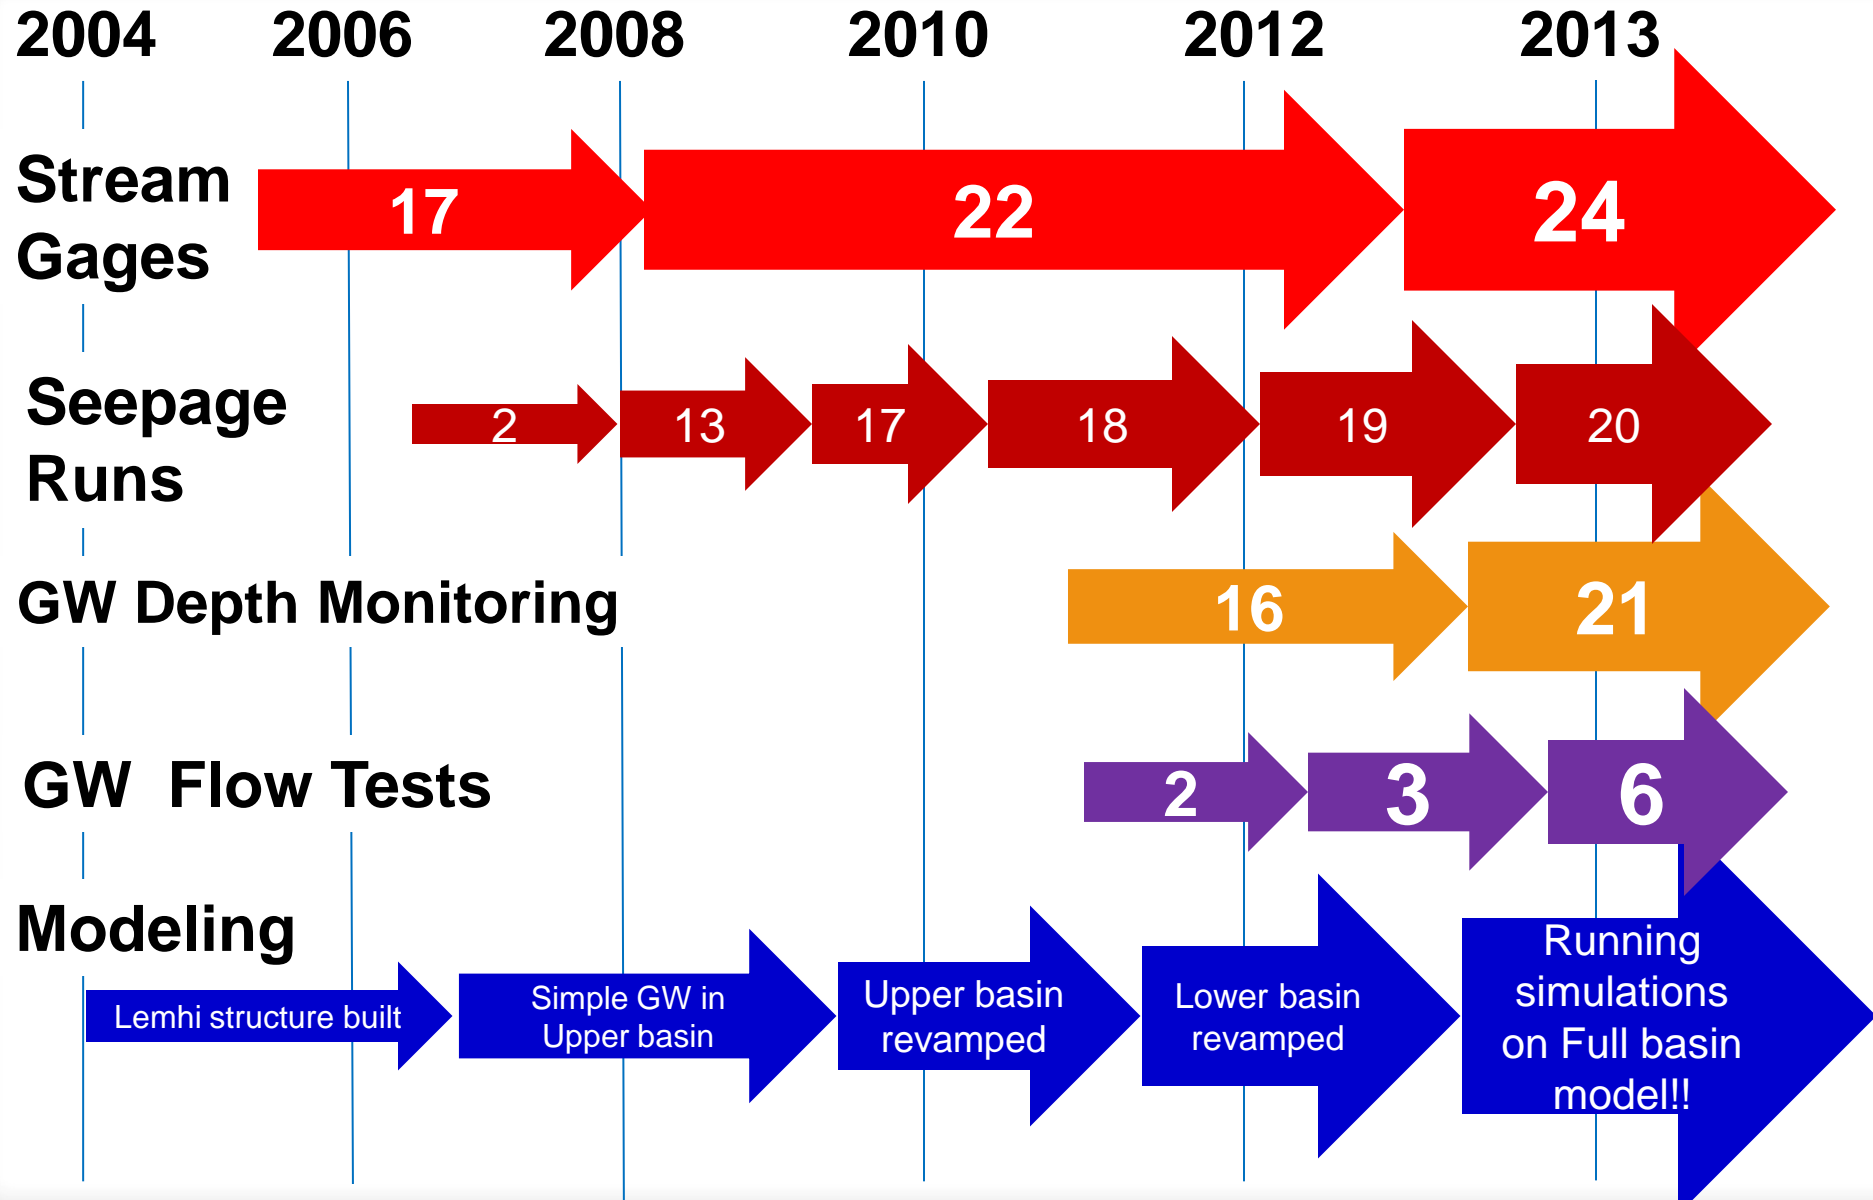 2004 2006 2008 2010 2012 2013
Stream
Gages
17 22 24
Seepage
Runs
2 13 17 18 19 20
GW Depth Monitoring
16 21
GW Flow Tests
2 3 6
Modeling
Lemhi structure built
Simple GW in
Upper basin
Upper basin
revamped
Lower basin
revamped
Running
simulations
on Full basin
model!!